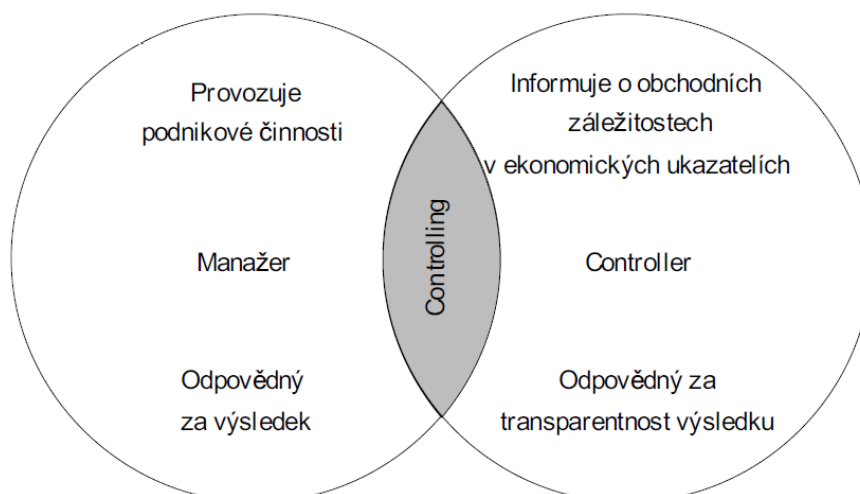 Provozuje
podnikové činnosti
Manažer
Odpovědný
za výsledek
Controlling
Informuje o obchodních
záležitostech
v ekonomických ukazatelích
Controller
Odpovědný za
transparentnost výsledku